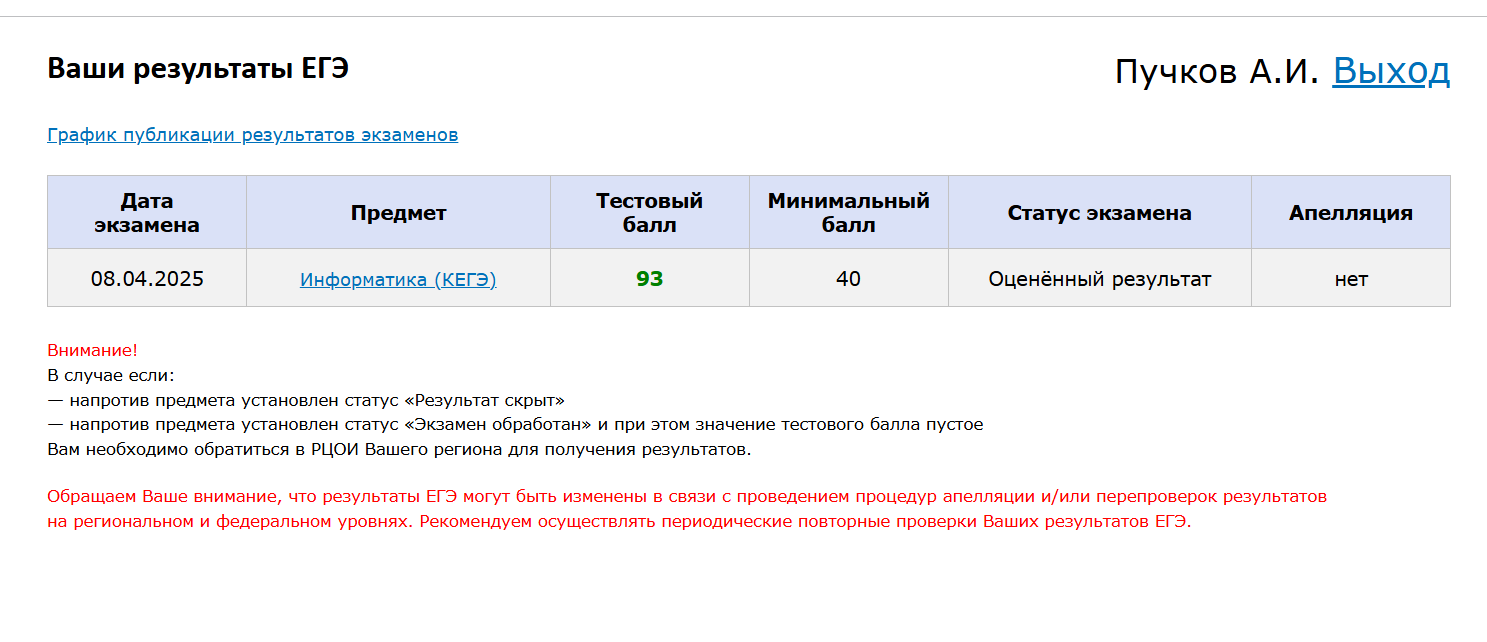 Ваши результаты ЕГЭ
Пучков А.И. Выход
График публикации результатов экзаменов
Дата экзамена
Предмет
Тестовый балл
Минимальный балл
Статус экзамена
Апелляция
08.04.2025
Информатика (КЕГЭ)
93
40
Оценённый результат
нет
Внимание!
В случае если:
— напротив предмета установлен статус «Результат скрыт»
— напротив предмета установлен статус «Экзамен обработан» и при этом значение тестового балла пустое
Вам необходимо обратиться в РЦОИ Вашего региона для получения результатов.
Обращаем Ваше внимание, что результаты ЕГЭ могут быть изменены в связи с проведением процедур апелляции и/или перепроверок результатов
на региональном и федеральном уровнях. Рекомендуем осуществлять периодические повторные проверки Ваших результатов ЕГЭ.